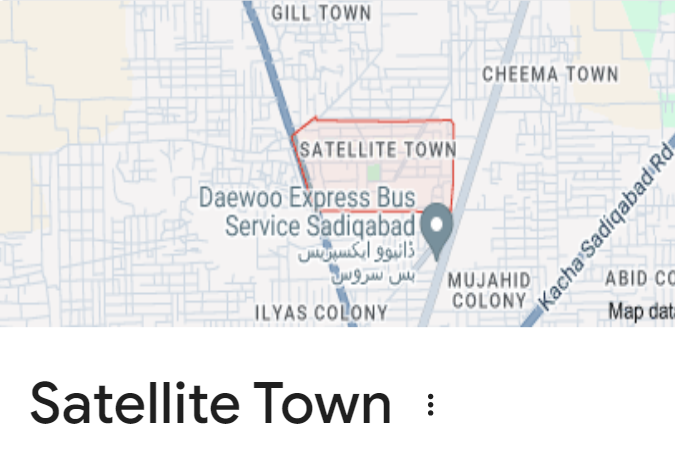 GILL TOWN
CHEEMA TOWN
SATELLITE TOWN
Daewoo Express Bus
Service Sadiqabad
ڈائیوو ایکسپریس
بس سروس
Kacha Sadiqabad Rd
MUJAHID
COLONY
ABID CO
ILYAS COLONY
Map dat
Satellite Town